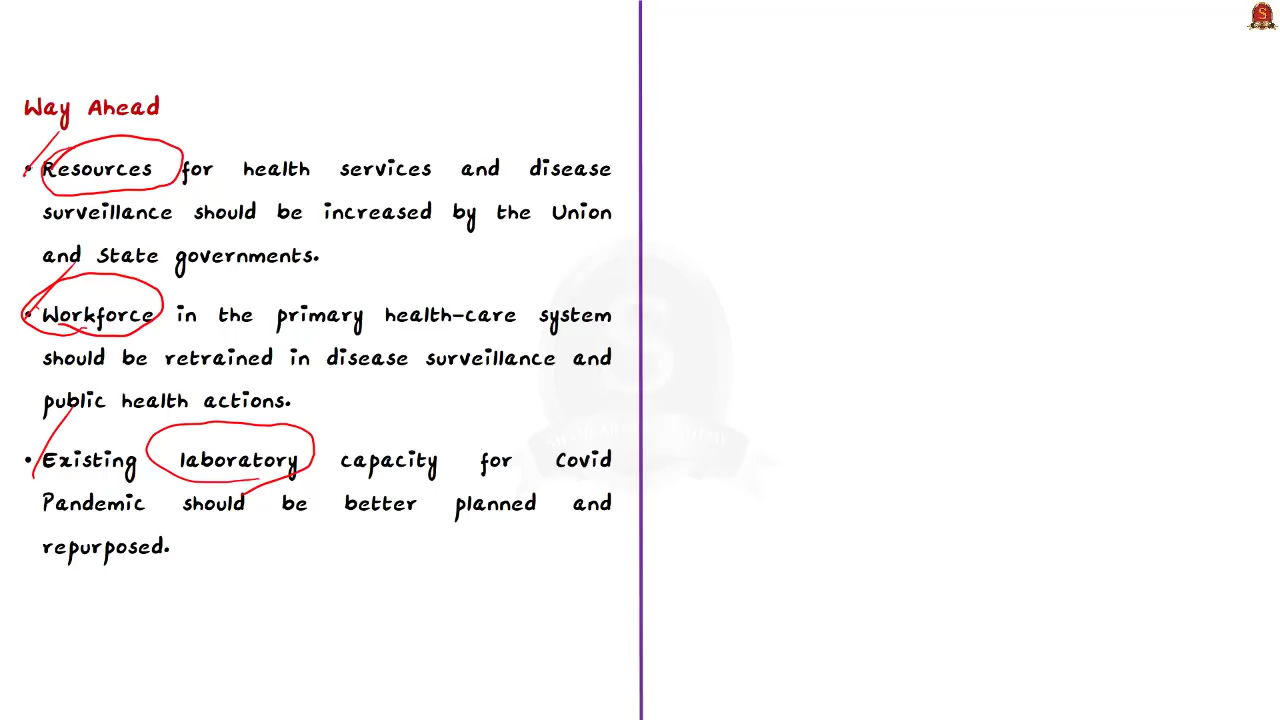 Way Ahead
• Resources for health services and disease
surveillance should be increased by the Union
and State governments.
• Workforce in the primary health-care system
should be retrained in disease surveillance and
public health actions.
• Existing laboratory capacity for Covid
Pandemic should be better planned and
repurposed.